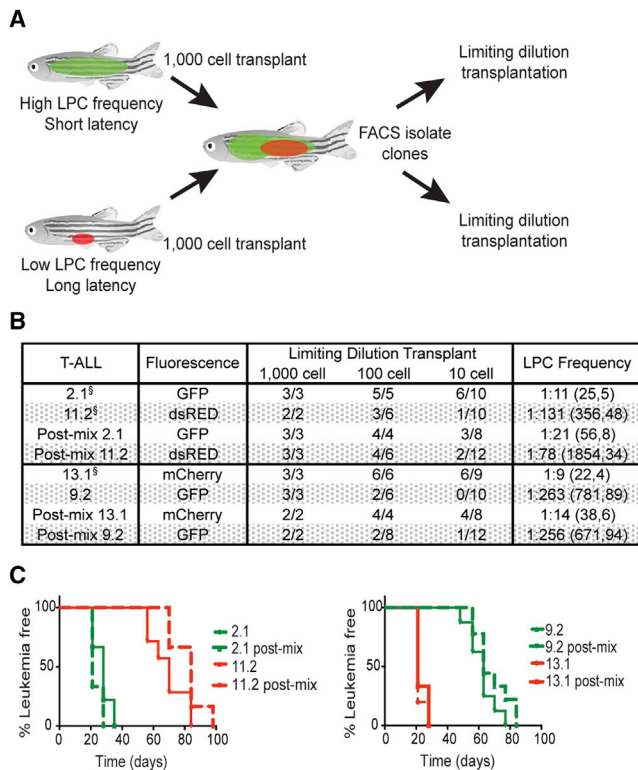 A
1,000 cell transplant
High LPC frequency
Short latency
1,000 cell transplant
Low LPC frequency
Long latency
FACS isolate
clones
Limiting dilution
transplantation
Limiting dilution
transplantation
B
T-ALL Fluorescence Limiting Dilution Transplant LPC Frequency
1,000 cell 100 cell 10 cell
2.1§ GFP 3/3 5/5 6/10 1:11 (25,5)
11.2§ dsRED 2/2 3/6 1/10 1:131 (356,48)
Post-mix 2.1 GFP 3/3 4/4 3/8 1:21 (56,8)
Post-mix 11.2 dsRED 3/3 4/6 2/12 1:78 (1854,34)
13.1§ mCherry 3/3 6/6 6/9 1:9 (22,4)
9.2 GFP 3/3 2/6 0/10 1:263 (781,89)
Post-mix 13.1 mCherry 2/2 4/4 4/8 1:14 (38,6)
Post-mix 9.2 GFP 2/2 2/8 1/12 1:256 (671,94)
C
% Leukemia free
100
50
0 20 40 60 80 100
Time (days)
2.1
2.1 post-mix
11.2
11.2 post-mix
% Leukemia free
100
50
0 20 40 60 80 100
Time (days)
9.2
9.2 post-mix
13.1
13.1 post-mix